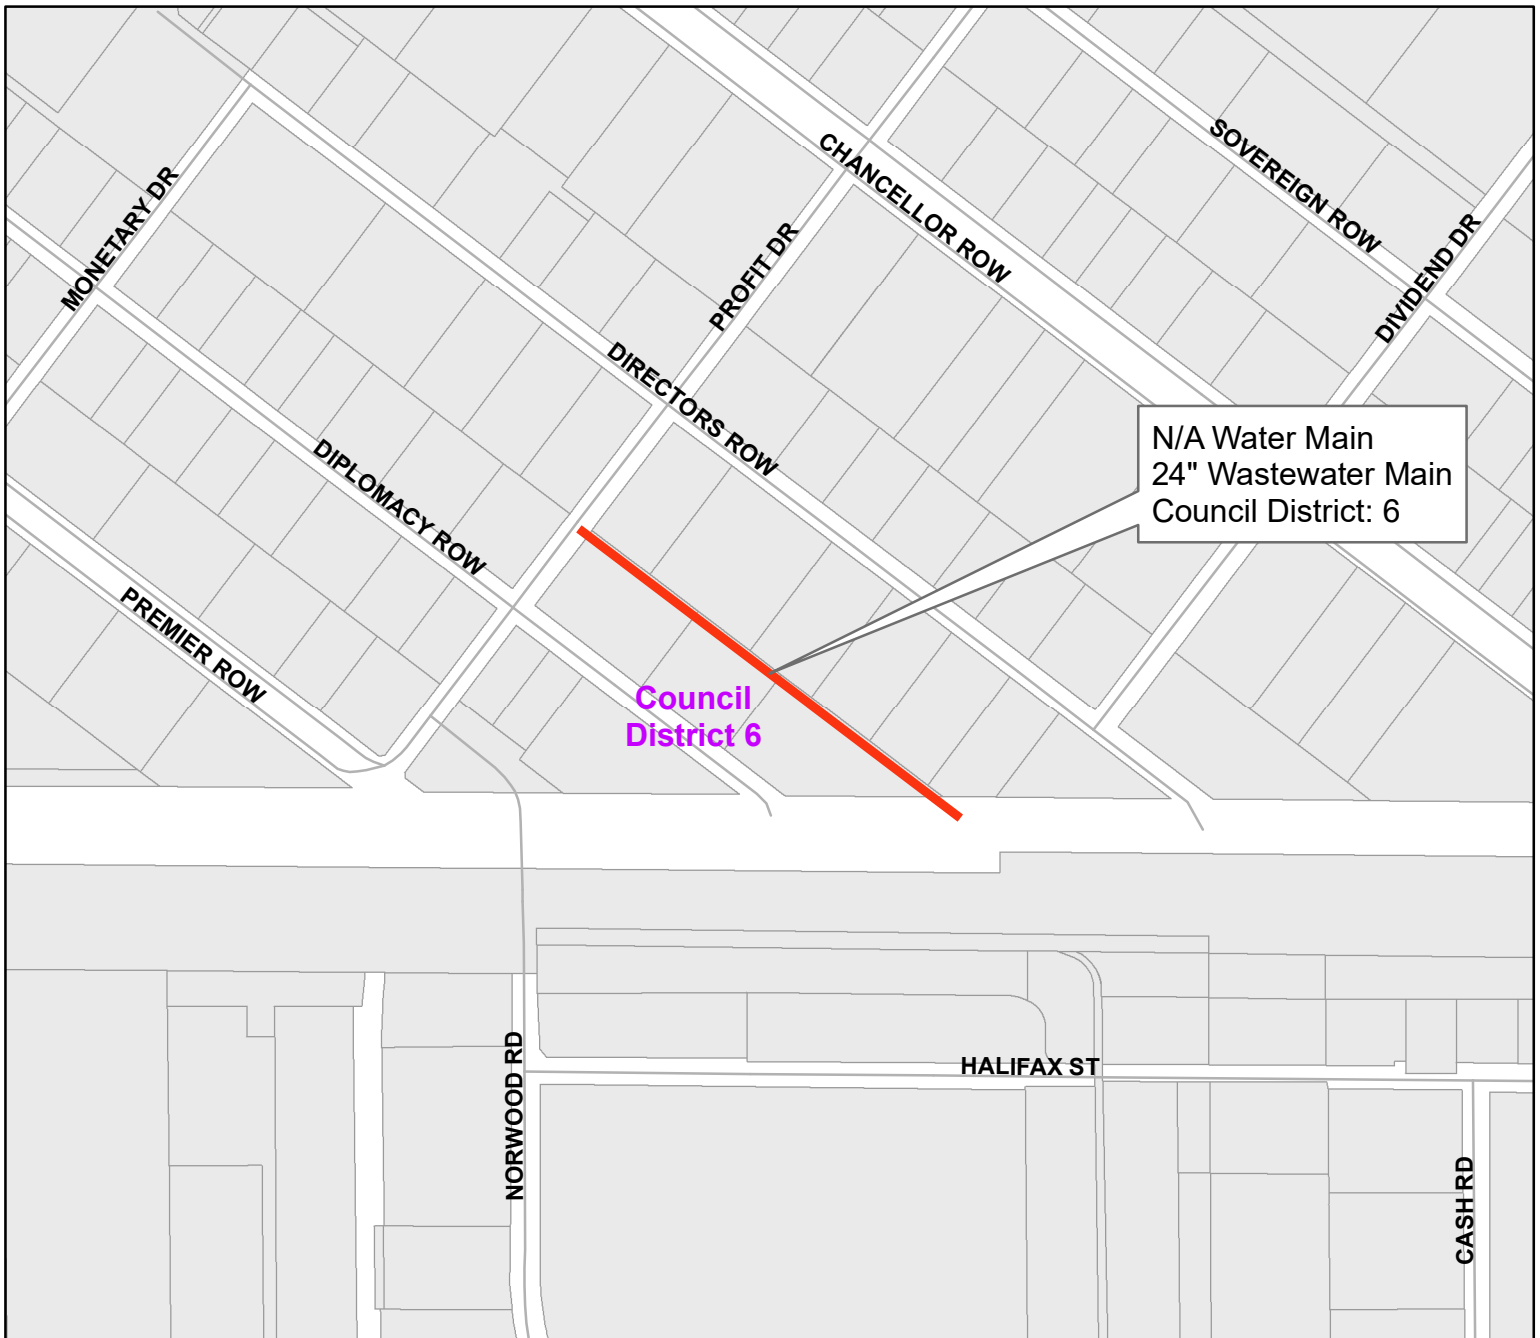 SOVEREIGN ROW
CHANCELLOR ROW
MONETARY DR
PROFIT DR
DIVIDEND DR
DIRECTORS ROW
N/A Water Main
24" Wastewater Main
Council District: 6
DIPLOMACY ROW
PREMIER ROW
Council
District 6
NORWOOD RD
HALIFAX ST
CASH RD